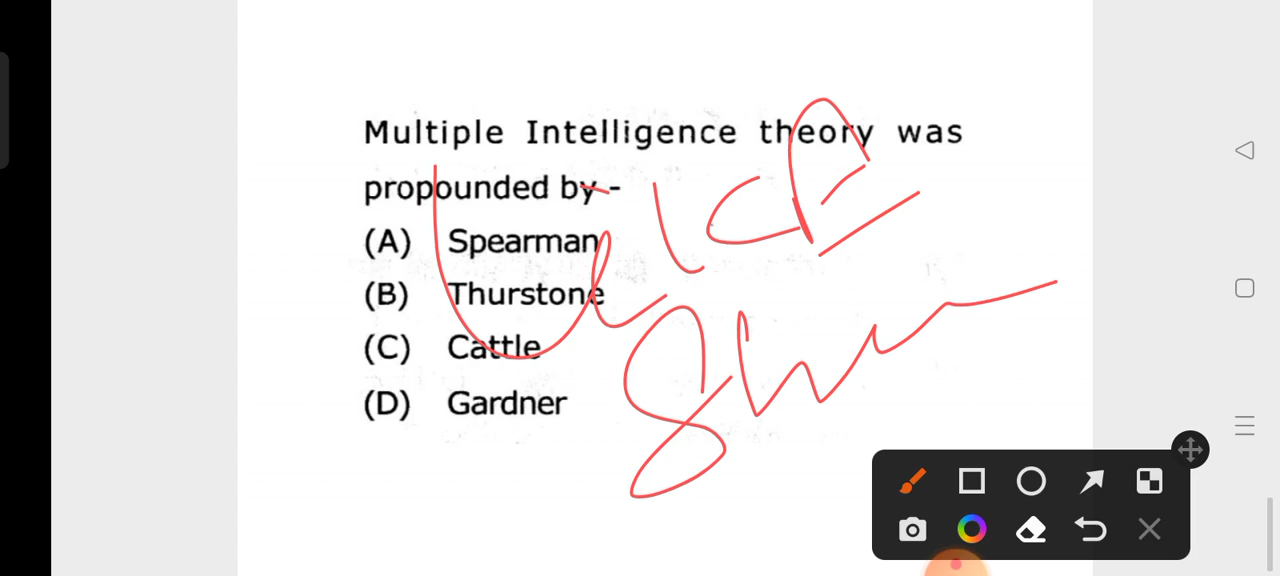 Multiple Intelligence theory was
propounded by -
(A) Spearman
(B) Thurstone
(C) Cattle
(D) Gardner